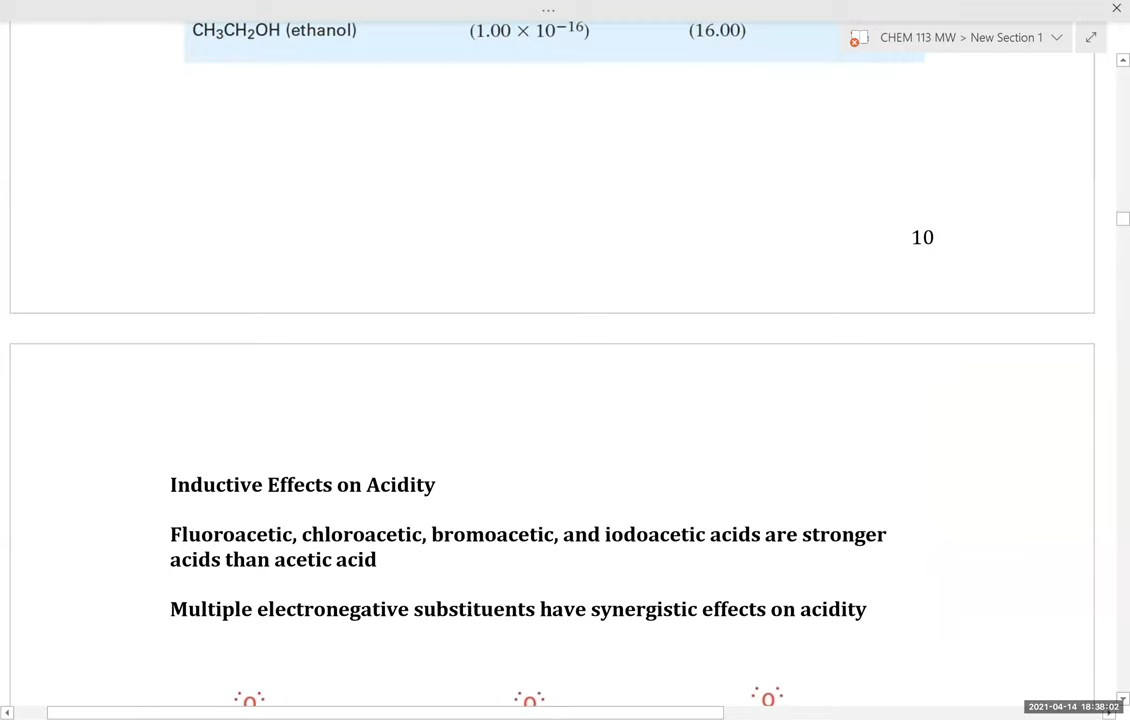 CHEM 113 MW > New Section 1
CH₃CH₂OH (ethanol) (1.00 × 10⁻¹⁶) (16.00)
10
Inductive Effects on Acidity
Fluoroacetic, chloroacetic, bromoacetic, and iodoacetic acids are stronger
acids than acetic acid
Multiple electronegative substituents have synergistic effects on acidity
:O: :O: :O:
2021-04-14 18:38:02